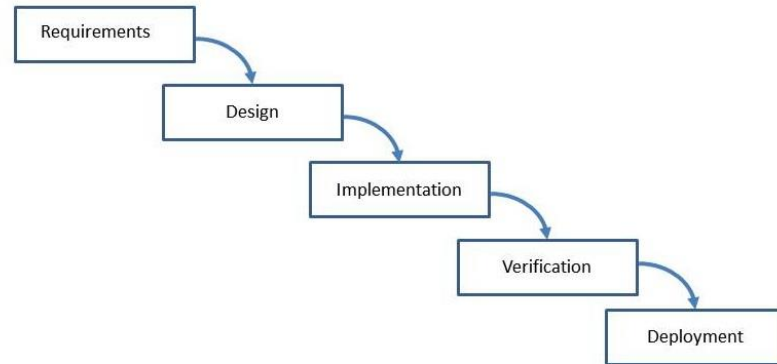 Requirements
Design
Implementation
Verification
Deployment